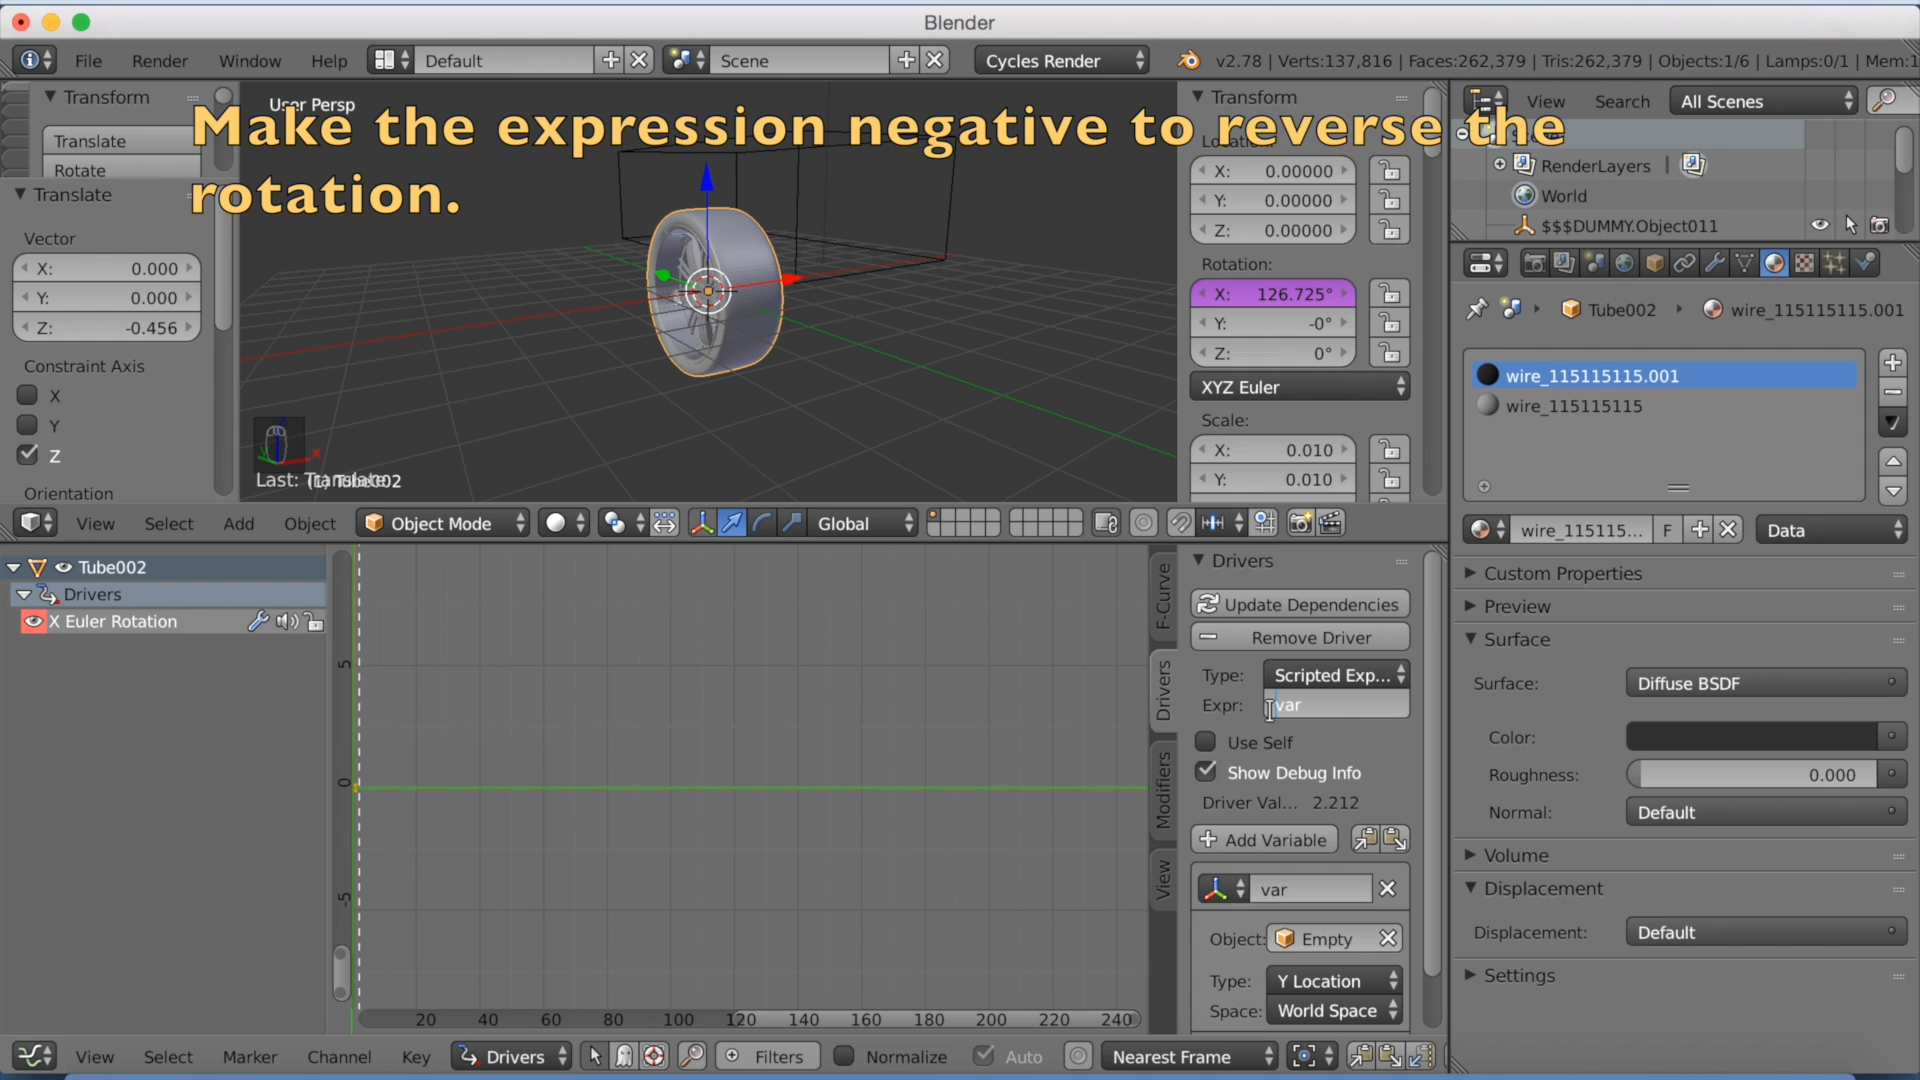 Blender
File Render Window Help Default Scene Cycles Render v2.78 | Verts:137,816 | Faces:262,379 | Tris:262,379 | Objects:1/6 | Lamps:0/1 | Mem:1
Make the expression negative to reverse the
rotation.
Transform
Translate
Rotate
Translate
Vector
X: 0.000
Y: 0.000
Z: -0.456
Constraint Axis
X
Y
Z
Orientation
User Persp
(1) Tube002
Transform
X: 0.00000
Y: 0.00000
Z: 0.00000
Rotation:
X: 126.725°
Y: -0°
Z: 0°
XYZ Euler
Scale:
X: 0.010
Y: 0.010
View Search All Scenes
RenderLayers |
World
$$$DUMMY.Object011
Tube002 wire_115115115.001
wire_115115115.001
wire_115115115
wire_115115... F Data
Custom Properties
Preview
Surface
Surface: Diffuse BSDF
Color:
Roughness: 0.000
Normal: Default
Volume
Displacement
Displacement: Default
Settings
View Select Add Object Object Mode Global
Tube002
Drivers
X Euler Rotation
5
0
-5
20 40 60 80 100 120 140 160 180 200 220 240
F-Curve
Drivers
Modifiers
View
Drivers
Update Dependencies
Remove Driver
Type: Scripted Exp...
Expr: var
Use Self
Show Debug Info
Driver Val... 2.212
Add Variable
var
Object: Empty
Type: Y Location
Space: World Space
View Select Marker Channel Key Drivers Filters Normalize Auto Nearest Frame